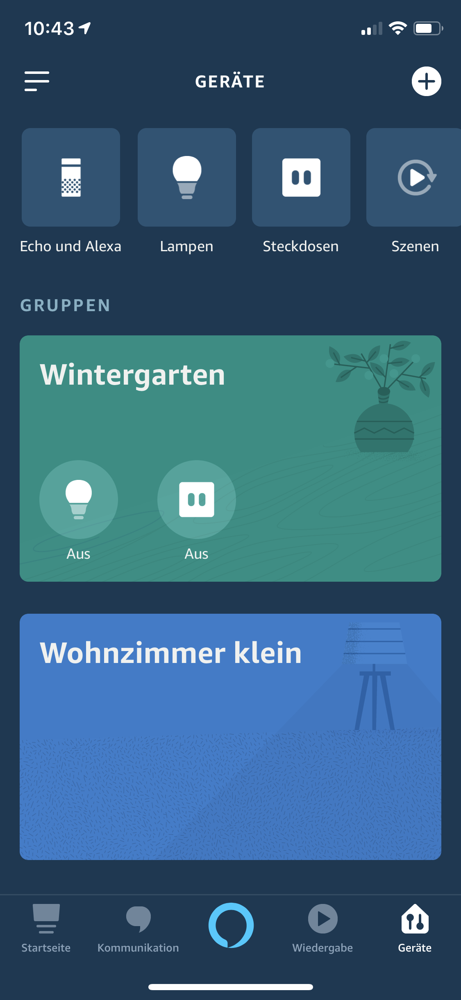 10:43
GERÄTE
Echo und Alexa
Lampen
Steckdosen
Szenen
GRUPPEN
Wintergarten
Aus
Aus
Wohnzimmer klein
Startseite
Kommunikation
Wiedergabe
Geräte